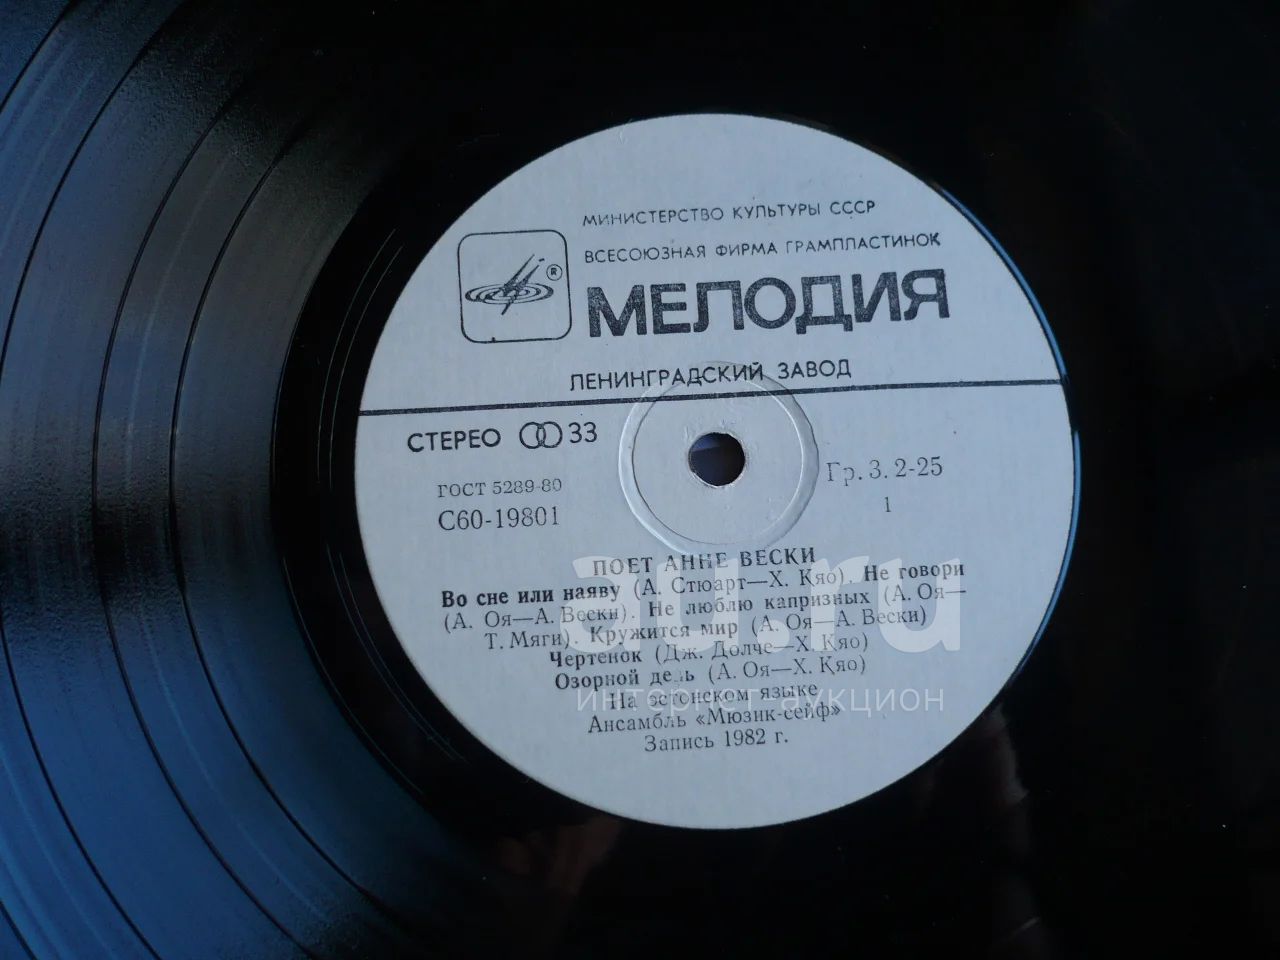 МИНИСТЕРСТВО КУЛЬТУРЫ СССР
ВСЕСОЮЗНАЯ ФИРМА ГРАМПЛАСТИНОК
®
МЕЛОДИЯ
ЛЕНИНГРАДСКИЙ ЗАВОД
СТЕРЕО 33
ГОСТ 5289-80
С60-19801
Гр. 3. 2-25
1
ПОЕТ АННЕ ВЕСКИ
Во сне или наяву (А. Стюарт—Х. Кяо). Не говори
(А. Оя—А. Вески). Не люблю капризных (А. Оя—
Т. Мяги). Кружится мир (А. Оя—А. Вески)
Чертенок (Дж. Долче—Х. Кяо)
Озорной день (А. Оя—Х. Кяо)
На эстонском языке
Ансамбль «Мюзик-сейф»
Запись 1982 г.
au.ru
интернет-аукцион